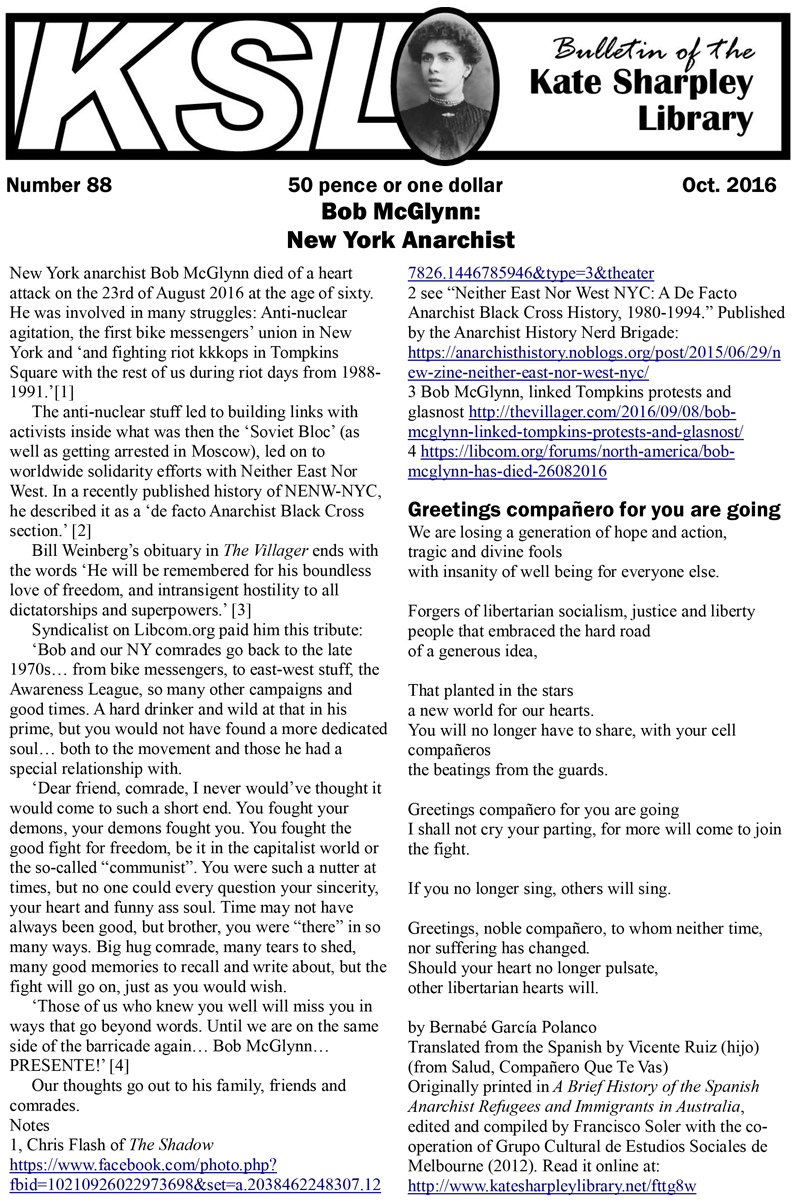 KSL
Bulletin of the
Kate Sharpley
Library
Number 88
50 pence or one dollar
Oct. 2016
Bob McGlynn:
New York Anarchist
New York anarchist Bob McGlynn died of a heart
attack on the 23rd of August 2016 at the age of sixty.
He was involved in many struggles: Anti-nuclear
agitation, the first bike messengers’ union in New
York and ‘and fighting riot kkkops in Tompkins
Square with the rest of us during riot days from 1988-
1991.’[1]
The anti-nuclear stuff led to building links with
activists inside what was then the ‘Soviet Bloc’ (as
well as getting arrested in Moscow), led on to
worldwide solidarity efforts with Neither East Nor
West. In a recently published history of NENW-NYC,
he described it as a ‘de facto Anarchist Black Cross
section.’ [2]
Bill Weinberg’s obituary in The Villager ends with
the words ‘He will be remembered for his boundless
love of freedom, and intransigent hostility to all
dictatorships and superpowers.’ [3]
Syndicalist on Libcom.org paid him this tribute:
‘Bob and our NY comrades go back to the late
1970s… from bike messengers, to east-west stuff, the
Awareness League, so many other campaigns and
good times. A hard drinker and wild at that in his
prime, but you would not have found a more dedicated
soul… both to the movement and those he had a
special relationship with.
‘Dear friend, comrade, I never would’ve thought it
would come to such a short end. You fought your
demons, your demons fought you. You fought the
good fight for freedom, be it in the capitalist world or
the so-called “communist”. You were such a nutter at
times, but no one could every question your sincerity,
your heart and funny ass soul. Time may not have
always been good, but brother, you were “there” in so
many ways. Big hug comrade, many tears to shed,
many good memories to recall and write about, but the
fight will go on, just as you would wish.
‘Those of us who knew you well will miss you in
ways that go beyond words. Until we are on the same
side of the barricade again… Bob McGlynn…
PRESENTE!’ [4]
Our thoughts go out to his family, friends and
comrades.
Notes
1, Chris Flash of The Shadow
https://www.facebook.com/photo.php?
fbid=10210926022973698&set=a.2038462248307.12
7826.1446785946&type=3&theater
2 see “Neither East Nor West NYC: A De Facto
Anarchist Black Cross History, 1980-1994.” Published
by the Anarchist History Nerd Brigade:
https://anarchisthistory.noblogs.org/post/2015/06/29/n
ew-zine-neither-east-nor-west-nyc/
3 Bob McGlynn, linked Tompkins protests and
glasnost http://thevillager.com/2016/09/08/bob-
mcglynn-linked-tompkins-protests-and-glasnost/
4 https://libcom.org/forums/north-america/bob-
mcglynn-has-died-26082016
Greetings compañero for you are going
We are losing a generation of hope and action,
tragic and divine fools
with insanity of well being for everyone else.
Forgers of libertarian socialism, justice and liberty
people that embraced the hard road
of a generous idea,
That planted in the stars
a new world for our hearts.
You will no longer have to share, with your cell
compañeros
the beatings from the guards.
Greetings compañero for you are going
I shall not cry your parting, for more will come to join
the fight.
If you no longer sing, others will sing.
Greetings, noble compañero, to whom neither time,
nor suffering has changed.
Should your heart no longer pulsate,
other libertarian hearts will.
by Bernabé García Polanco
Translated from the Spanish by Vicente Ruiz (hijo)
(from Salud, Compañero Que Te Vas)
Originally printed in A Brief History of the Spanish
Anarchist Refugees and Immigrants in Australia,
edited and compiled by Francisco Soler with the co-
operation of Grupo Cultural de Estudios Sociales de
Melbourne (2012). Read it online at:
http://www.katesharpleylibrary.net/fttg8w